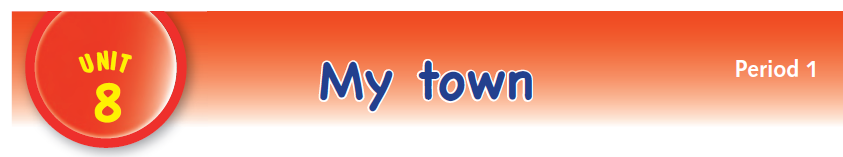 UNIT
8
My town
Period 1